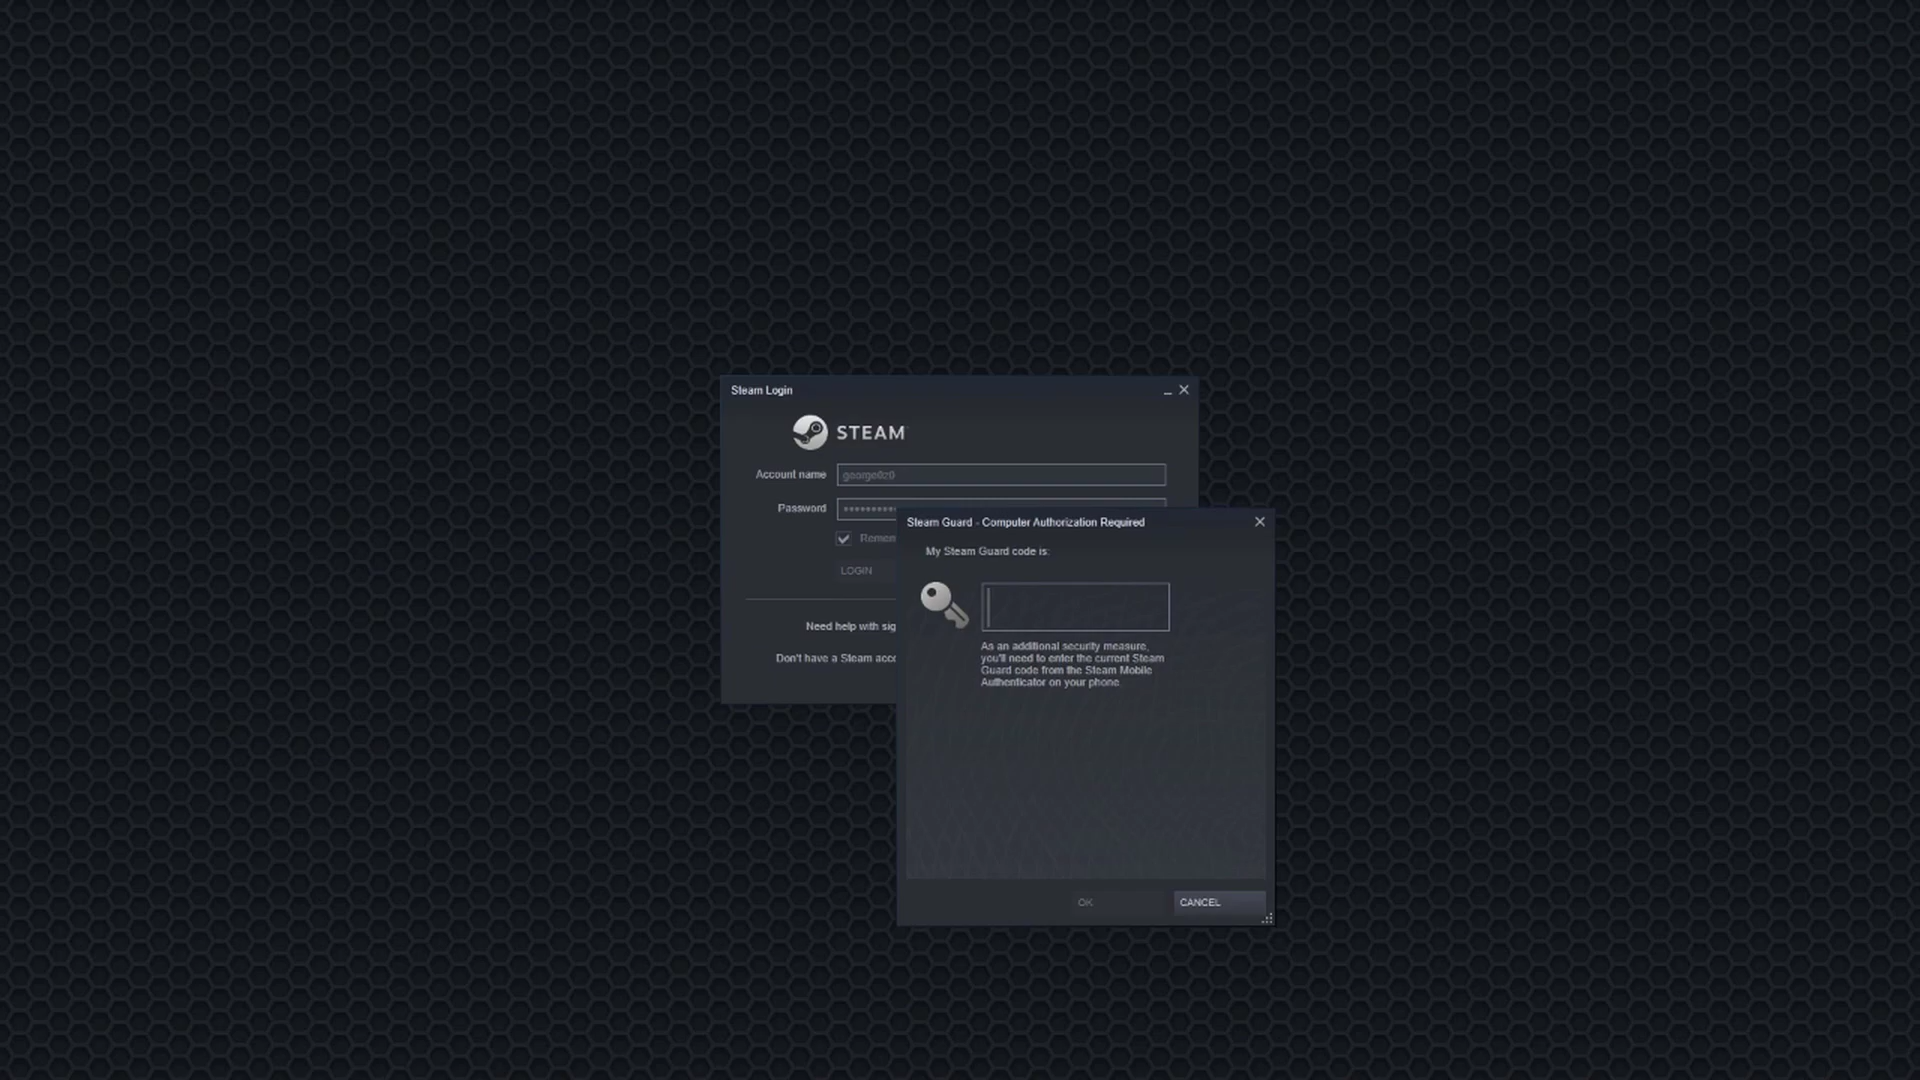 Steam Login
STEAM
Account name
Password **********
Remem
LOGIN
Need help with sig
Don't have a Steam acco
Steam Guard - Computer Authorization Required
My Steam Guard code is:
As an additional security measure,
you'll need to enter the current Steam
Guard code from the Steam Mobile
Authenticator on your phone.
OK
CANCEL